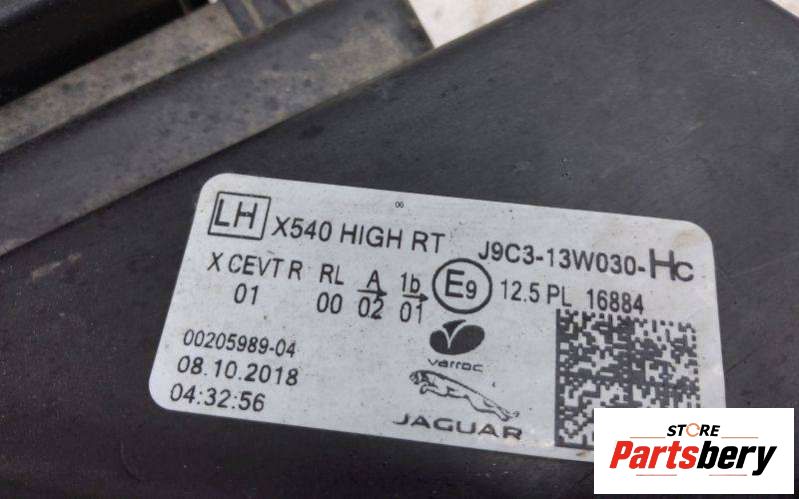 LH X540 HIGH RT J9C3-13W030-HC
X CEVT R RL A 1b E9 12.5 PL 16884
01 00 02 01
00205989-04
08.10.2018
04:32:56
varroc
JAGUAR
00
STORE
Partsbery